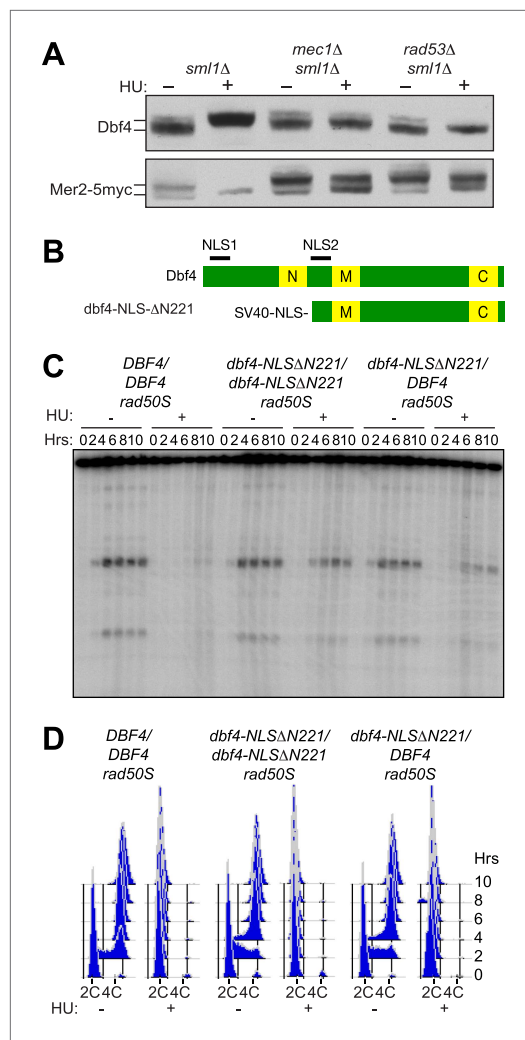 A
sml1Δ
mec1Δ
sml1Δ
rad53Δ
sml1Δ
HU: – + – + – +
Dbf4
Mer2-5myc
B
NLS1 NLS2
Dbf4 N M C
dbf4-NLS-ΔN221 SV40-NLS- M C
C
DBF4/
DBF4
rad50S
dbf4-NLSΔN221/
dbf4-NLSΔN221
rad50S
dbf4-NLSΔN221/
DBF4
rad50S
HU: - + - + - +
Hrs: 0 2 4 6 8 10 0 2 4 6 8 10 0 2 4 6 8 10 0 2 4 6 8 10 0 2 4 6 8 10 0 2 4 6 8 10
D
DBF4/
DBF4
rad50S
dbf4-NLSΔN221/
dbf4-NLSΔN221
rad50S
dbf4-NLSΔN221/
DBF4
rad50S
Hrs
10
8
6
4
2
0
2C 4C 2C 4C 2C 4C 2C 4C 2C 4C 2C 4C
HU: - + - + - +